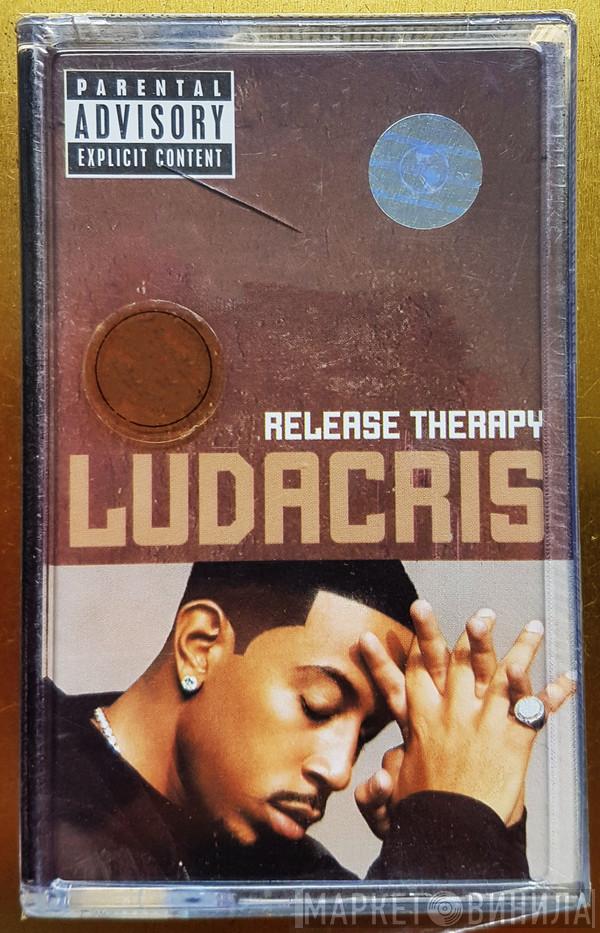 PARENTAL
ADVISORY
EXPLICIT CONTENT
RELEASE THERAPY
LUDACRIS
МАРКЕТ ВИНИЛА